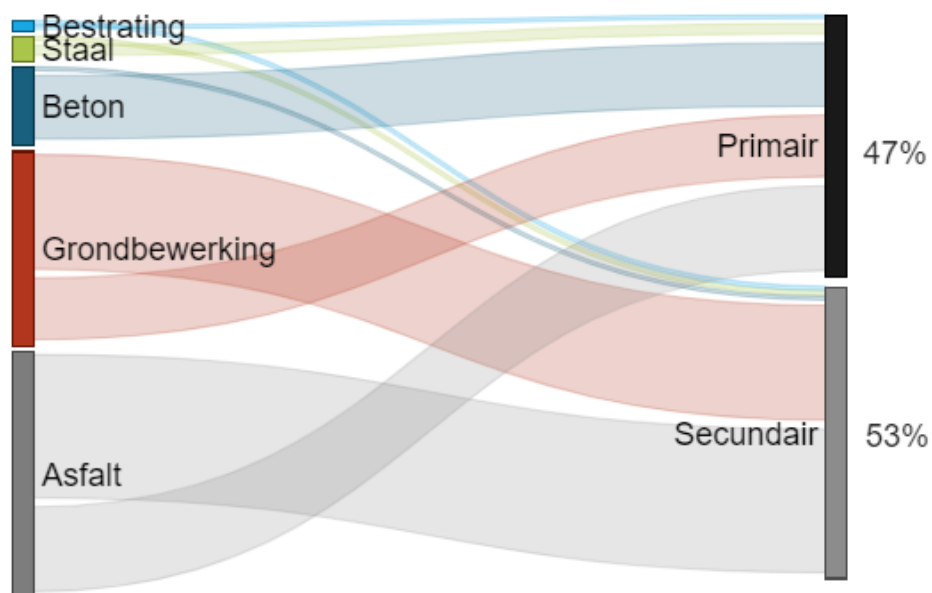 Bestrating
Staal
Beton
Grondbewerking
Asfalt
Primair
47%
Secundair
53%